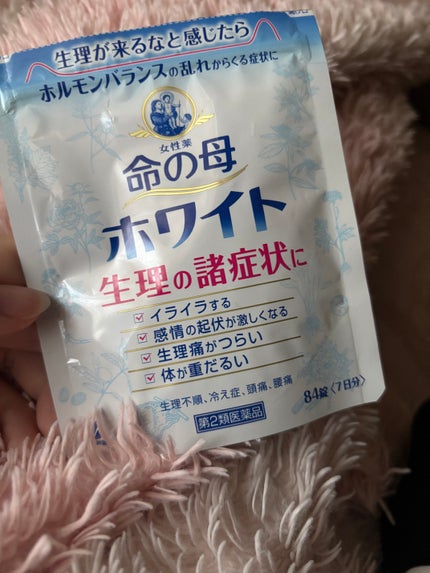 生理が来るなと感じたら
ホルモンバランスの乱れからくる症状に
女性薬
命の母
ホワイト
生理の諸症状に
イライラする
感情の起伏が激しくなる
生理痛がつらい
体が重だるい
生理不順、冷え症、頭痛、腰痛
84錠〈7日分〉
第2類医薬品